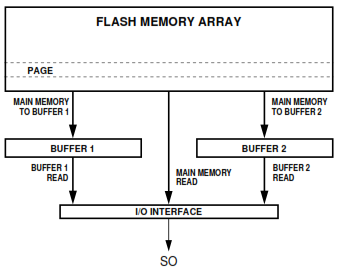 FLASH MEMORY ARRAY
PAGE
MAIN MEMORY
TO BUFFER 1
MAIN MEMORY
TO BUFFER 2
BUFFER 1
BUFFER 2
BUFFER 1
READ
MAIN MEMORY
READ
BUFFER 2
READ
I/O INTERFACE
SO